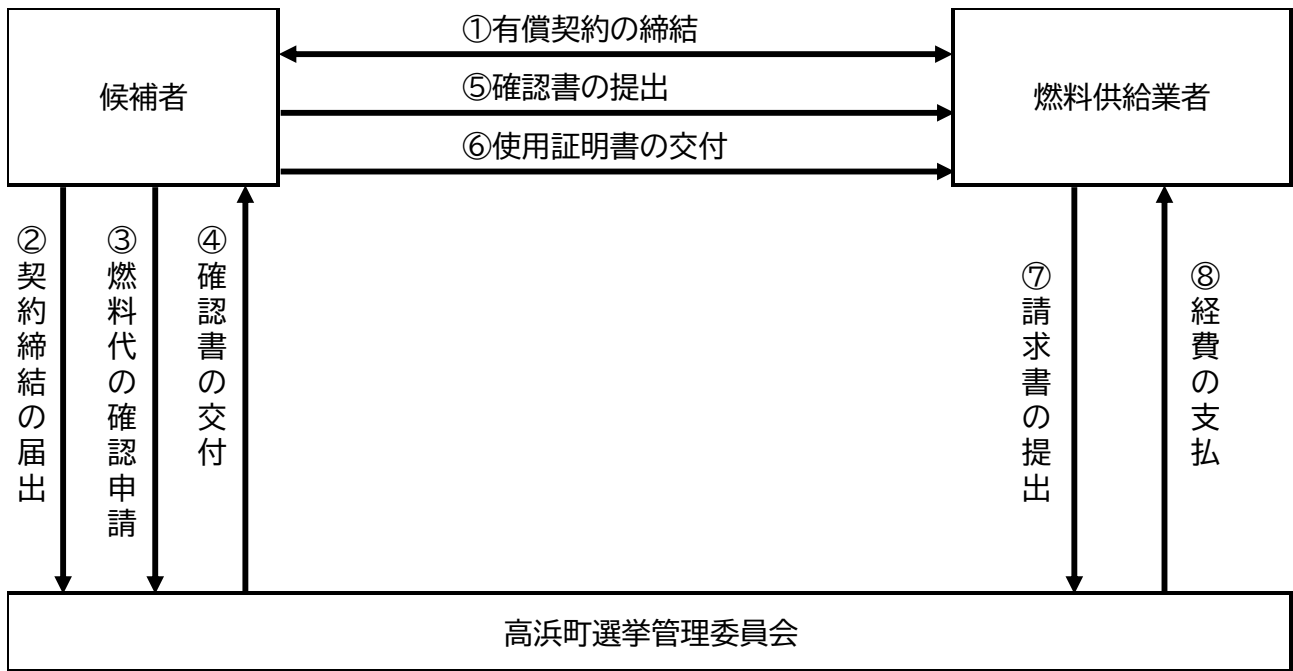 ①有償契約の締結
候補者
⑤確認書の提出
燃料供給業者
⑥使用証明書の交付
②契約締結の届出
③燃料代の確認申請
④確認書の交付
⑦請求書の提出
⑧経費の支払
高浜町選挙管理委員会